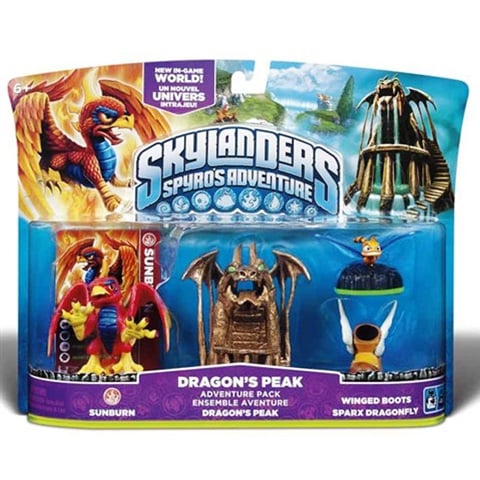 6+
NEW IN-GAME
WORLD!
UN NOUVEL
UNIVERS
INTRAJEU!
SKYLANDERS
SPYRO'S ADVENTURE
SUNBURN
SUNBURN
DRAGON'S PEAK
ADVENTURE PACK
ENSEMBLE AVENTURE
DRAGON'S PEAK
WINGED BOOTS
SPARX DRAGONFLY